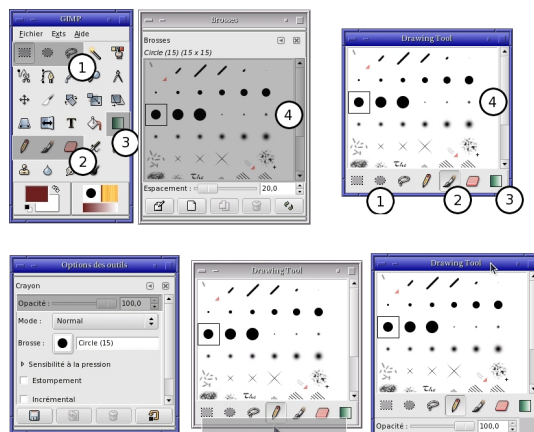 GIMP
Fichier Exts Aide
1
T
3
2
Brosses
Brosses
Circle (15) (15 x 15)
4
Espacement :
20,0
Drawing Tool
4
1
2
3
Options des outils
Crayon
Opacité :
100,0
Mode :
Normal
Brosse :
Circle (15)
Sensibilité à la pression
Estompement
Incrémental
Drawing Tool
Drawing Tool
Opacité :
100,0